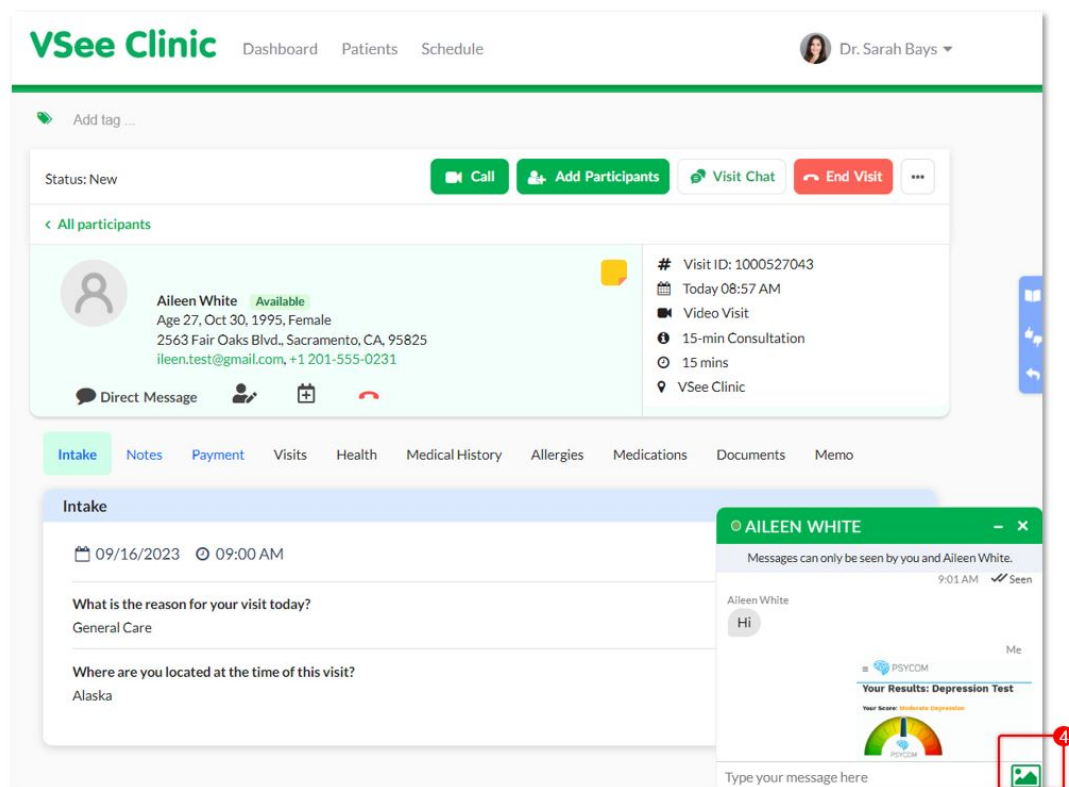 VSee Clinic Dashboard Patients Schedule Dr. Sarah Bays
Add tag ...
Status: New Call Add Participants Visit Chat End Visit ...
< All participants
Aileen White Available
Age 27, Oct 30, 1995, Female
2563 Fair Oaks Blvd., Sacramento, CA, 95825
ileen.test@gmail.com, +1 201-555-0231
Direct Message
# Visit ID: 1000527043
Today 08:57 AM
Video Visit
15-min Consultation
15 mins
VSee Clinic
Intake Notes Payment Visits Health Medical History Allergies Medications Documents Memo
Intake
09/16/2023 09:00 AM
What is the reason for your visit today?
General Care
Where are you located at the time of this visit?
Alaska
AILEEN WHITE
Messages can only be seen by you and Aileen White.
9:01 AM Seen
Aileen White
Hi
Me
PSYCOM
Your Results: Depression Test
Your Score: Moderate Depression
PSYCOM
Type your message here
4